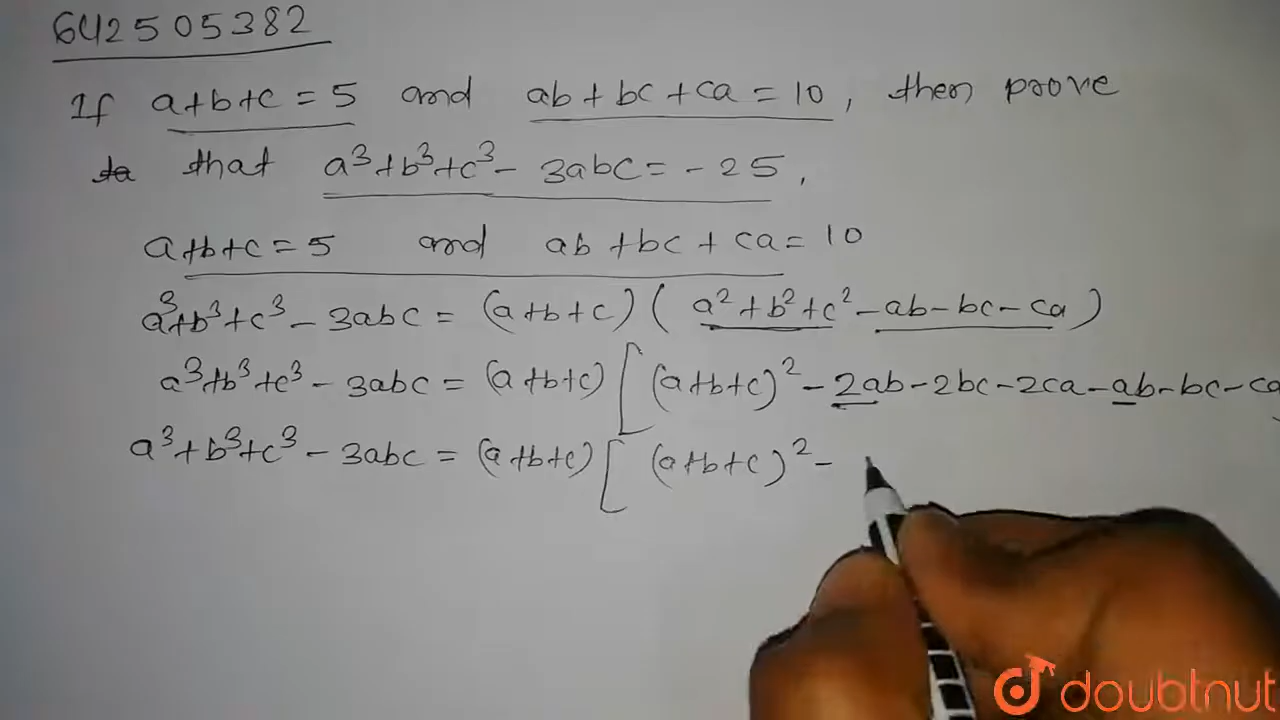 642505382
If a+b+c = 5 and ab+bc+ca = 10, then prove
that a³+b³+c³- 3abc = -25,
a+b+c = 5 and ab+bc+ca = 10
a³+b³+c³-3abc = (a+b+c)(a²+b²+c²-ab-bc-ca)
a³+b³+c³-3abc = (a+b+c)[(a+b+c)²-2ab-2bc-2ca-ab-bc-ca
a³+b³+c³-3abc = (a+b+c)[(a+b+c)²-
doubtnut